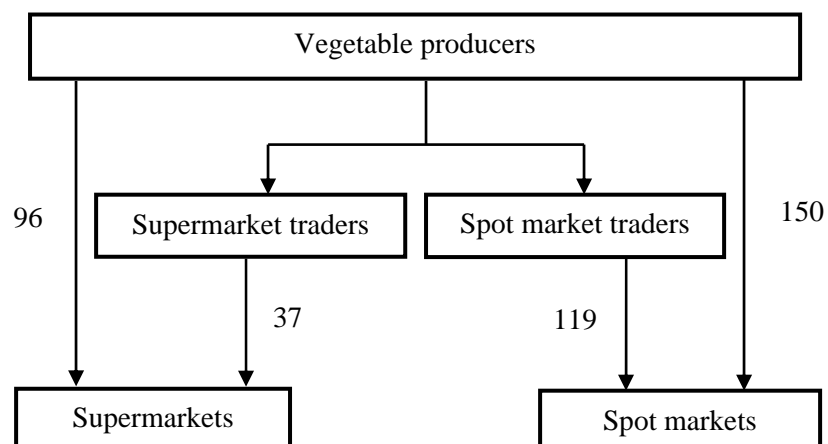 Vegetable producers
Supermarket traders
Spot market traders
96
150
37
119
Supermarkets
Spot markets